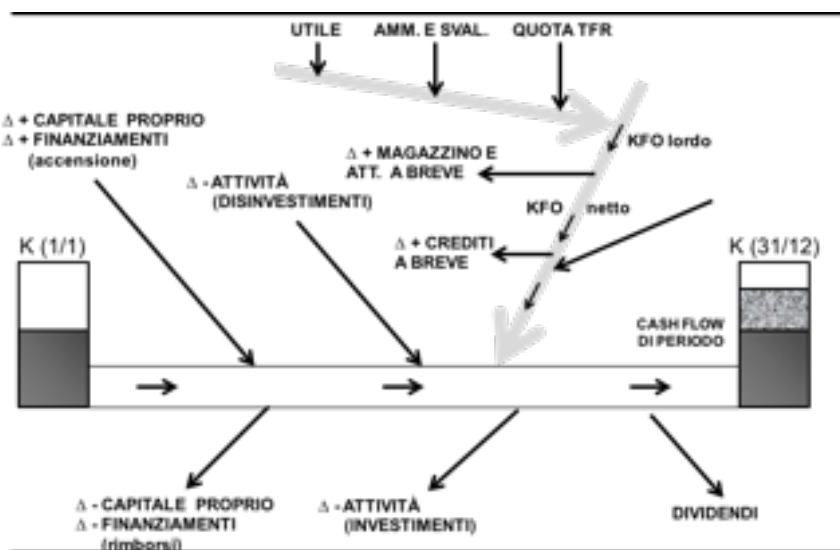 UTILE AMM. E SVAL. QUOTA TFR
Δ + CAPITALE PROPRIO
Δ + FINANZIAMENTI
(accensione)
KFO lordo
Δ + MAGAZZINO E
ATT. A BREVE
Δ - ATTIVITÀ
(DISINVESTIMENTI)
KFO netto
Δ + CREDITI
A BREVE
K (1/1)
K (31/12)
CASH FLOW
DI PERIODO
Δ - CAPITALE PROPRIO
Δ - FINANZIAMENTI
(rimborsi)
Δ - ATTIVITÀ
(INVESTIMENTI)
DIVIDENDI